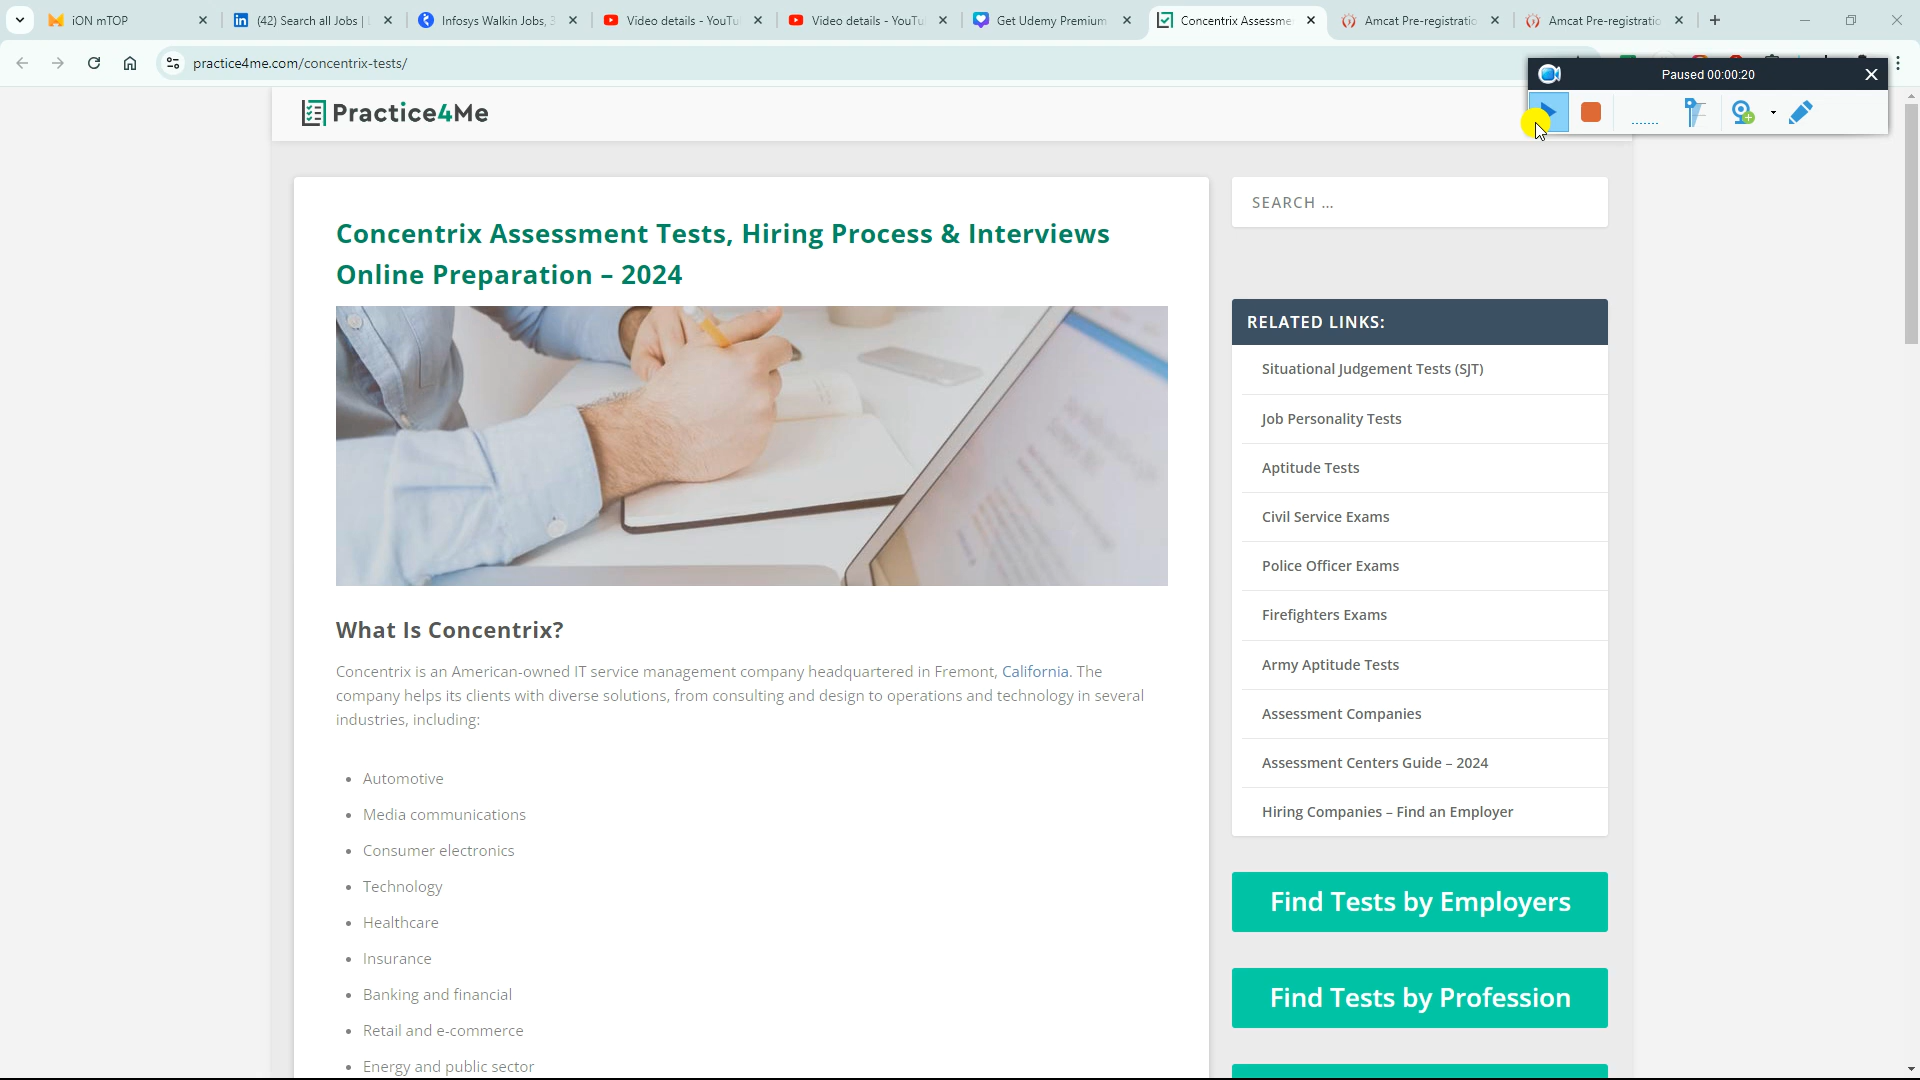 iON mTOP
(42) Search all Jobs | 
Infosys Walkin Jobs, 3
Video details - YouTu
Video details - YouTu
Get Udemy Premium
Concentrix Assessme
Amcat Pre-registratio
Amcat Pre-registratio
practice4me.com/concentrix-tests/
Paused 00:00:20
Practice4Me
Concentrix Assessment Tests, Hiring Process & Interviews
Online Preparation – 2024
What Is Concentrix?
Concentrix is an American-owned IT service management company headquartered in Fremont, California. The
company helps its clients with diverse solutions, from consulting and design to operations and technology in several
industries, including:
• Automotive
• Media communications
• Consumer electronics
• Technology
• Healthcare
• Insurance
• Banking and financial
• Retail and e-commerce
• Energy and public sector
SEARCH ...
RELATED LINKS:
Situational Judgement Tests (SJT)
Job Personality Tests
Aptitude Tests
Civil Service Exams
Police Officer Exams
Firefighters Exams
Army Aptitude Tests
Assessment Companies
Assessment Centers Guide – 2024
Hiring Companies – Find an Employer
Find Tests by Employers
Find Tests by Profession